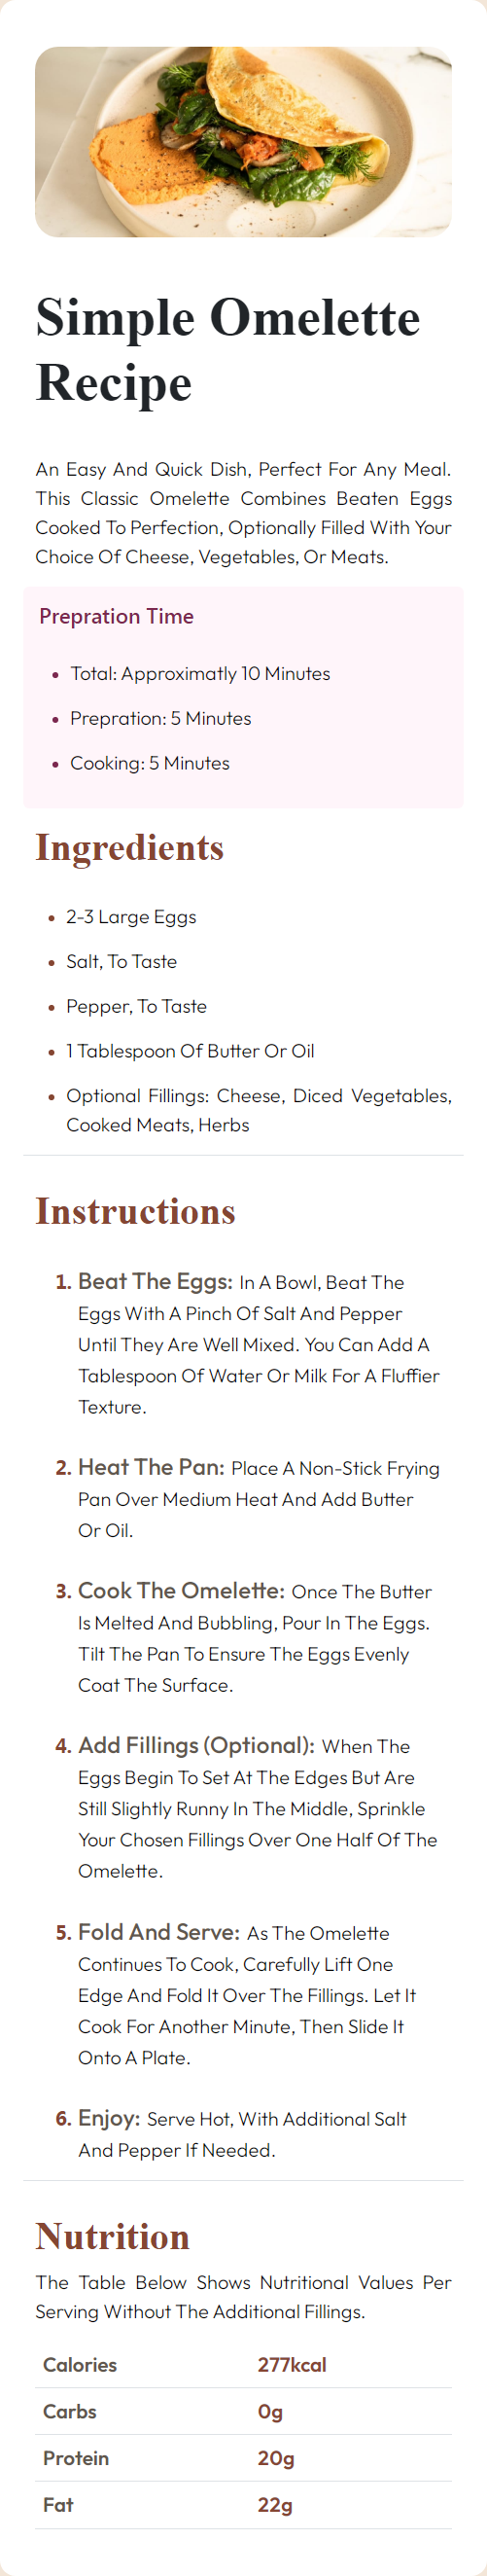 Simple Omelette
Recipe
An Easy And Quick Dish, Perfect For Any Meal.
This Classic Omelette Combines Beaten Eggs
Cooked To Perfection, Optionally Filled With Your
Choice Of Cheese, Vegetables, Or Meats.
Prepration Time
• Total: Approximatly 10 Minutes
• Prepration: 5 Minutes
• Cooking: 5 Minutes
Ingredients
• 2-3 Large Eggs
• Salt, To Taste
• Pepper, To Taste
• 1 Tablespoon Of Butter Or Oil
• Optional Fillings: Cheese, Diced Vegetables,
Cooked Meats, Herbs
Instructions
1. Beat The Eggs: In A Bowl, Beat The
Eggs With A Pinch Of Salt And Pepper
Until They Are Well Mixed. You Can Add A
Tablespoon Of Water Or Milk For A Fluffier
Texture.
2. Heat The Pan: Place A Non-Stick Frying
Pan Over Medium Heat And Add Butter
Or Oil.
3. Cook The Omelette: Once The Butter
Is Melted And Bubbling, Pour In The Eggs.
Tilt The Pan To Ensure The Eggs Evenly
Coat The Surface.
4. Add Fillings (Optional): When The
Eggs Begin To Set At The Edges But Are
Still Slightly Runny In The Middle, Sprinkle
Your Chosen Fillings Over One Half Of The
Omelette.
5. Fold And Serve: As The Omelette
Continues To Cook, Carefully Lift One
Edge And Fold It Over The Fillings. Let It
Cook For Another Minute, Then Slide It
Onto A Plate.
6. Enjoy: Serve Hot, With Additional Salt
And Pepper If Needed.
Nutrition
The Table Below Shows Nutritional Values Per
Serving Without The Additional Fillings.
Calories 277kcal
Carbs 0g
Protein 20g
Fat 22g